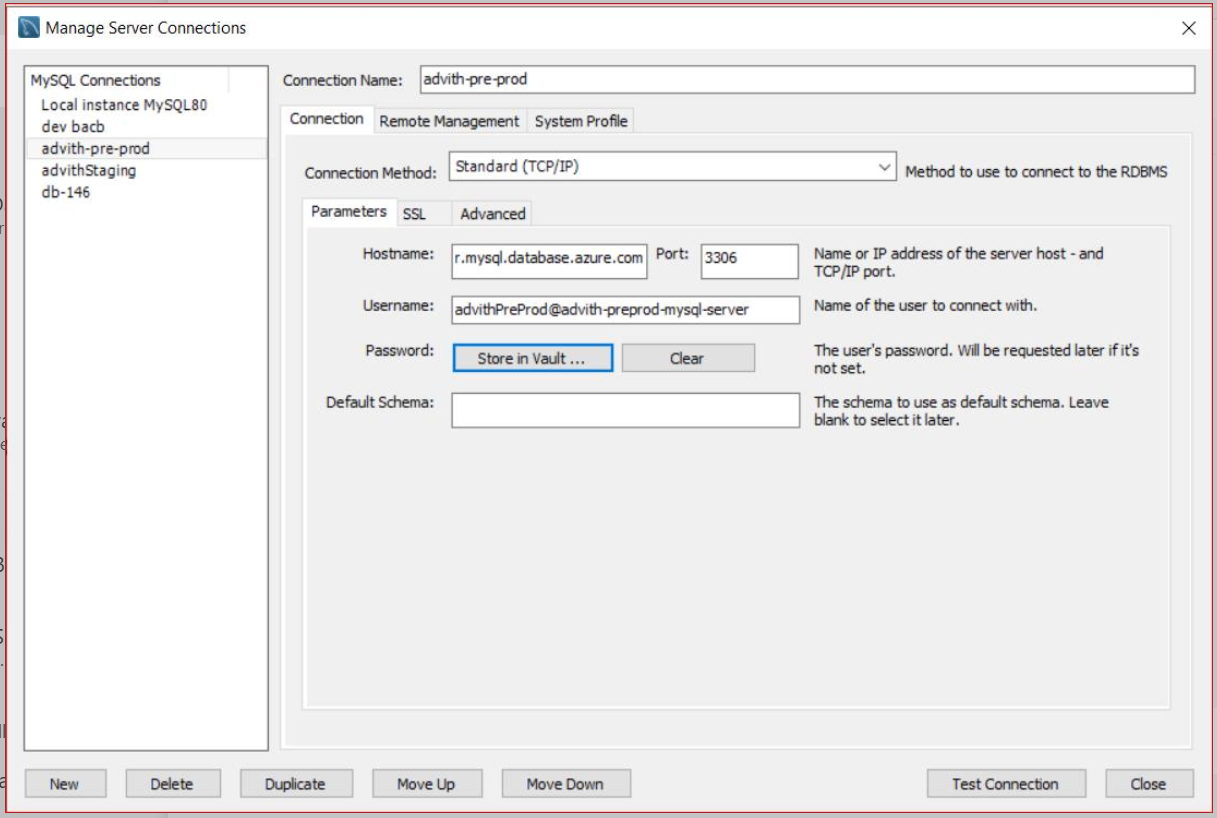 Manage Server Connections
MySQL Connections
Local instance MySQL80
dev bacb
advith-pre-prod
advithStaging
db-146
Connection Name: advith-pre-prod
Connection Remote Management System Profile
Connection Method: Standard (TCP/IP) Method to use to connect to the RDBMS
Parameters SSL Advanced
Hostname: r.mysql.database.azure.com Port: 3306 Name or IP address of the server host - and
TCP/IP port.
Username: advithPreProd@advith-preprod-mysql-server Name of the user to connect with.
Password: Store in Vault ... Clear The user's password. Will be requested later if it's
not set.
Default Schema: The schema to use as default schema. Leave
blank to select it later.
New Delete Duplicate Move Up Move Down Test Connection Close